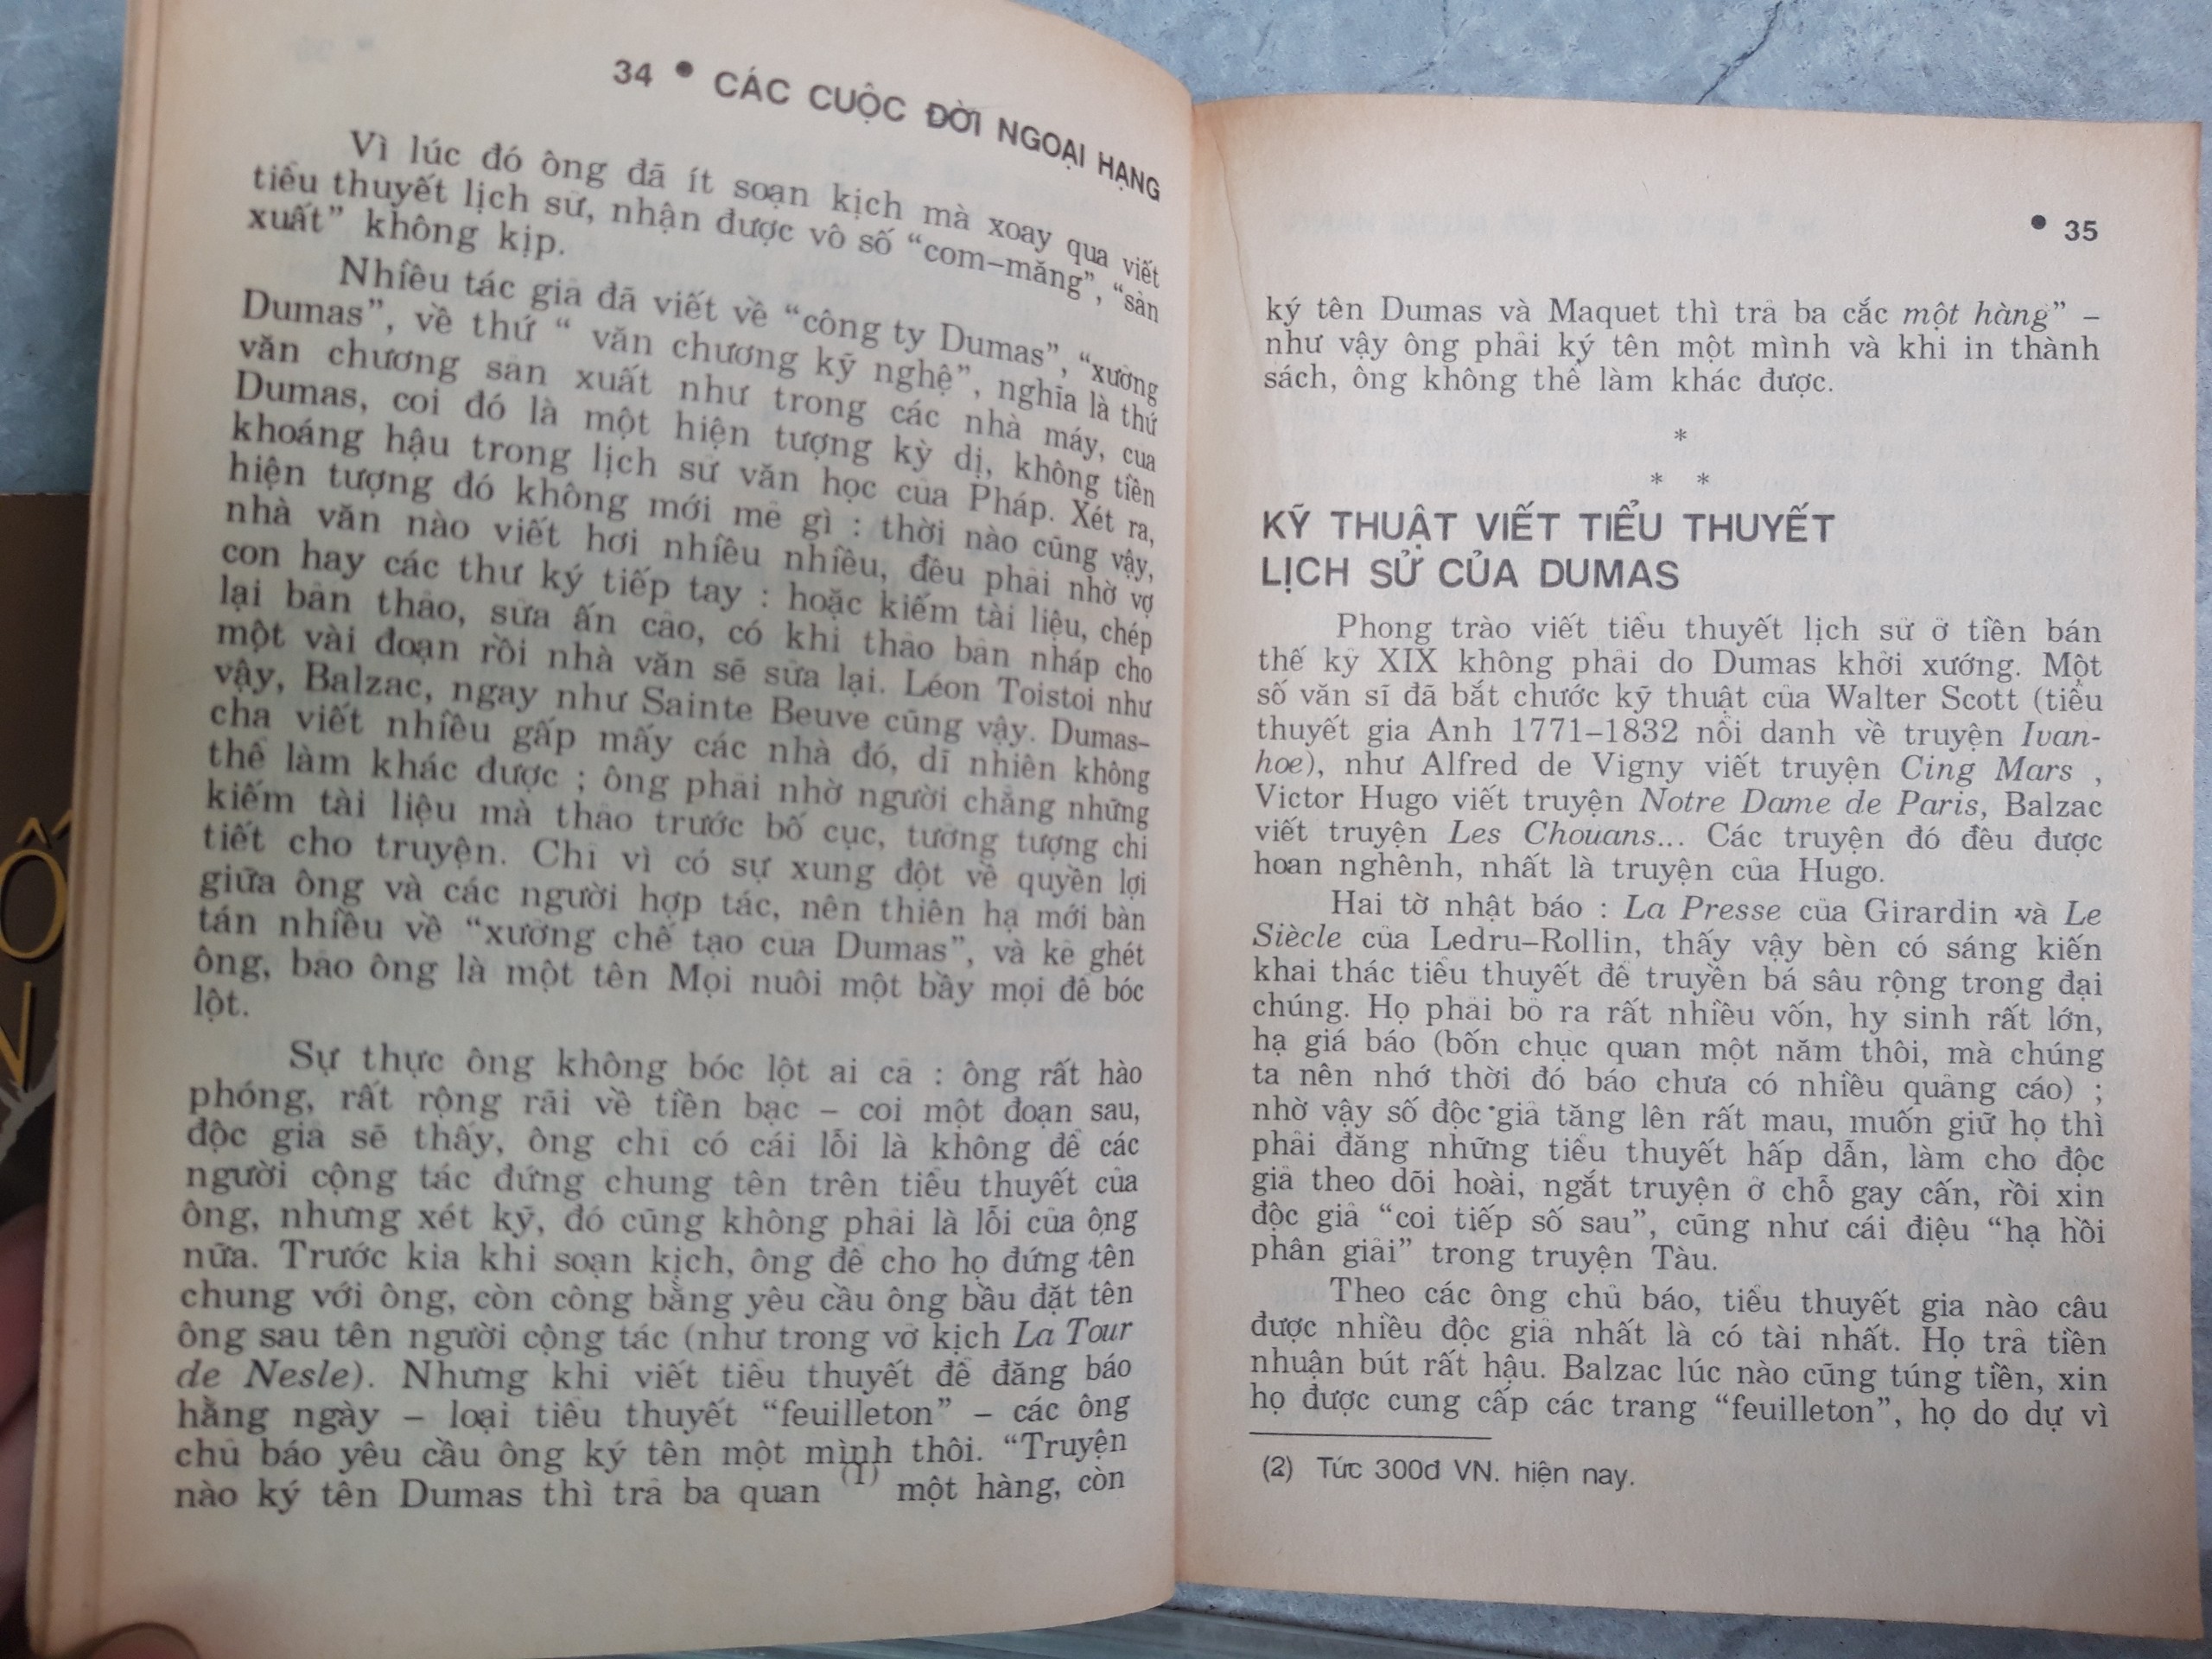 34 • CÁC CUỘC ĐỜI NGOẠI HẠNG
Vì lúc đó ông đã ít soạn kịch mà xoay qua viết
tiểu thuyết lịch sử, nhận được vô số “com–măng”, “sản
xuất” không kịp.
Nhiều tác giả đã viết về “công ty Dumas”, “xưởng
Dumas”, về thứ “ văn chương kỹ nghệ”, nghĩa là thứ
văn chương sản xuất như trong các nhà máy, của
Dumas, coi đó là một hiện tượng kỳ dị, không tiền
khoáng hậu trong lịch sử văn học của Pháp. Xét ra,
hiện tượng đó không mới mẻ gì : thời nào cũng vậy,
nhà văn nào viết hơi nhiều nhiều, đều phải nhờ vợ
con hay các thư ký tiếp tay : hoặc kiếm tài liệu, chép
lại bản thảo, sửa ấn cảo, có khi thảo bản nháp cho
một vài đoạn rồi nhà văn sẽ sửa lại. Léon Toistoi như
vậy, Balzac, ngay như Sainte Beuve cũng vậy. Dumas–
cha viết nhiều gấp mấy các nhà đó, dĩ nhiên không
thể làm khác được ; ông phải nhờ người chẳng những
kiếm tài liệu mà thảo trước bố cục, tưởng tượng chi
tiết cho truyện. Chỉ vì có sự xung đột về quyền lợi
giữa ông và các người hợp tác, nên thiên hạ mới bàn
tán nhiều về “xưởng chế tạo của Dumas”, và kẻ ghét
ông, bảo ông là một tên Mọi nuôi một bầy mọi để bóc
lột.
Sự thực ông không bóc lột ai cả : ông rất hào
phóng, rất rộng rãi về tiền bạc – coi một đoạn sau,
độc giả sẽ thấy, ông chỉ có cái lỗi là không để các
người cộng tác đứng chung tên trên tiểu thuyết của
ông, nhưng xét kỹ, đó cũng không phải là lỗi của ông
nữa. Trước kia khi soạn kịch, ông để cho họ đứng tên
chung với ông, còn công bằng yêu cầu ông bầu đặt tên
ông sau tên người cộng tác (như trong vở kịch La Tour
de Nesle). Nhưng khi viết tiểu thuyết để đăng báo
hằng ngày – loại tiểu thuyết “feuilleton” – các ông
chủ báo yêu cầu ông ký tên một mình thôi. “Truyện
nào ký tên Dumas thì trả ba quan (1) một hàng, còn
• 35
ký tên Dumas và Maquet thì trả ba cắc một hàng” –
như vậy ông phải ký tên một mình và khi in thành
sách, ông không thể làm khác được.
*
* *
KỸ THUẬT VIẾT TIỂU THUYẾT
LỊCH SỬ CỦA DUMAS
Phong trào viết tiểu thuyết lịch sử ở tiền bán
thế kỷ XIX không phải do Dumas khởi xướng. Một
số văn sĩ đã bắt chước kỹ thuật của Walter Scott (tiểu
thuyết gia Anh 1771–1832 nổi danh về truyện Ivan-
hoe), như Alfred de Vigny viết truyện Cing Mars ,
Victor Hugo viết truyện Notre Dame de Paris, Balzac
viết truyện Les Chouans... Các truyện đó đều được
hoan nghênh, nhất là truyện của Hugo.
Hai tờ nhật báo : La Presse của Girardin và Le
Siècle của Ledru–Rollin, thấy vậy bèn có sáng kiến
khai thác tiểu thuyết để truyền bá sâu rộng trong đại
chúng. Họ phải bỏ ra rất nhiều vốn, hy sinh rất lớn,
hạ giá báo (bốn chục quan một năm thôi, mà chúng
ta nên nhớ thời đó báo chưa có nhiều quảng cáo) ;
nhờ vậy số độc giả tăng lên rất mau, muốn giữ họ thì
phải đăng những tiểu thuyết hấp dẫn, làm cho độc
giả theo dõi hoài, ngắt truyện ở chỗ gay cấn, rồi xin
độc giả “coi tiếp số sau”, cũng như cái điệu “hạ hồi
phân giải” trong truyện Tàu.
Theo các ông chủ báo, tiểu thuyết gia nào câu
được nhiều độc giả nhất là có tài nhất. Họ trả tiền
nhuận bút rất hậu. Balzac lúc nào cũng túng tiền, xin
họ được cung cấp các trang “feuilleton”, họ do dự vì
(2) Tức 300đ VN. hiện nay.